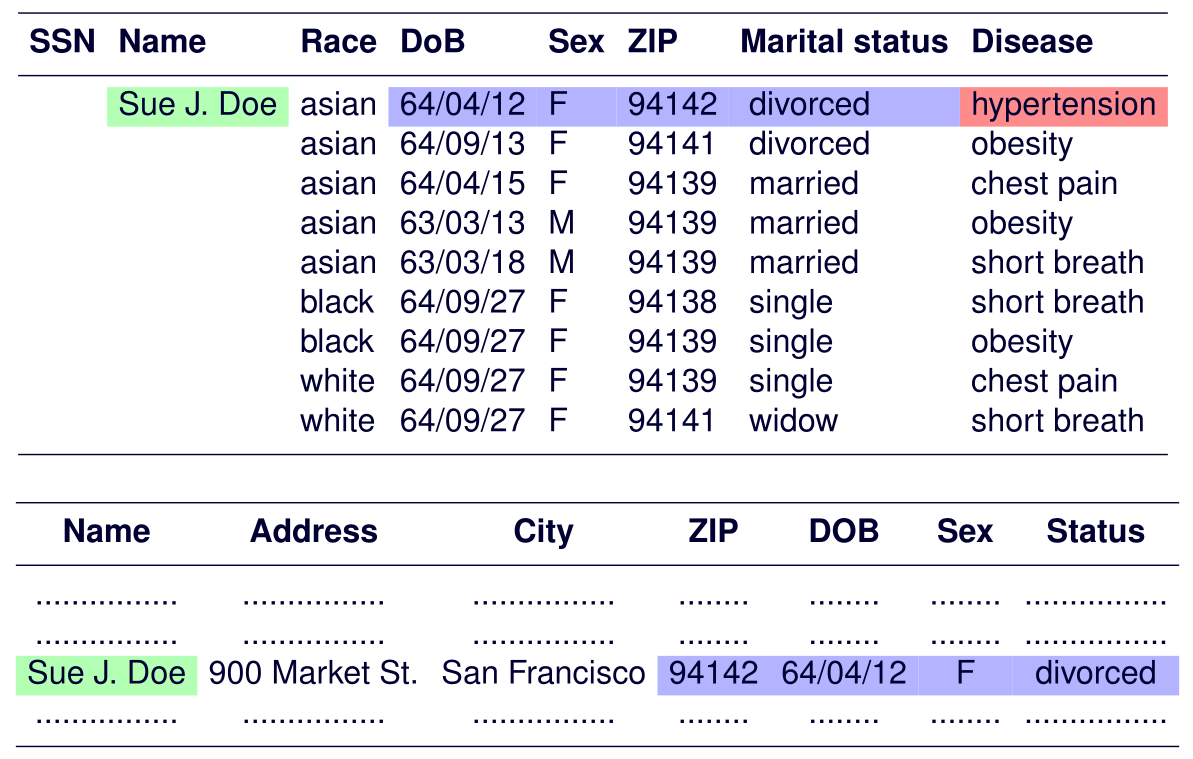 SSN Name Race DoB Sex ZIP Marital status Disease
Sue J. Doe asian 64/04/12 F 94142 divorced hypertension
asian 64/09/13 F 94141 divorced obesity
asian 64/04/15 F 94139 married chest pain
asian 63/03/13 M 94139 married obesity
asian 63/03/18 M 94139 married short breath
black 64/09/27 F 94138 single short breath
black 64/09/27 F 94139 single obesity
white 64/09/27 F 94139 single chest pain
white 64/09/27 F 94141 widow short breath
Name Address City ZIP DOB Sex Status
................ ................ ................ ........ ........ ........ ................
................ ................ ................ ........ ........ ........ ................
Sue J. Doe 900 Market St. San Francisco 94142 64/04/12 F divorced
................ ................ ................ ........ ........ ........ ................